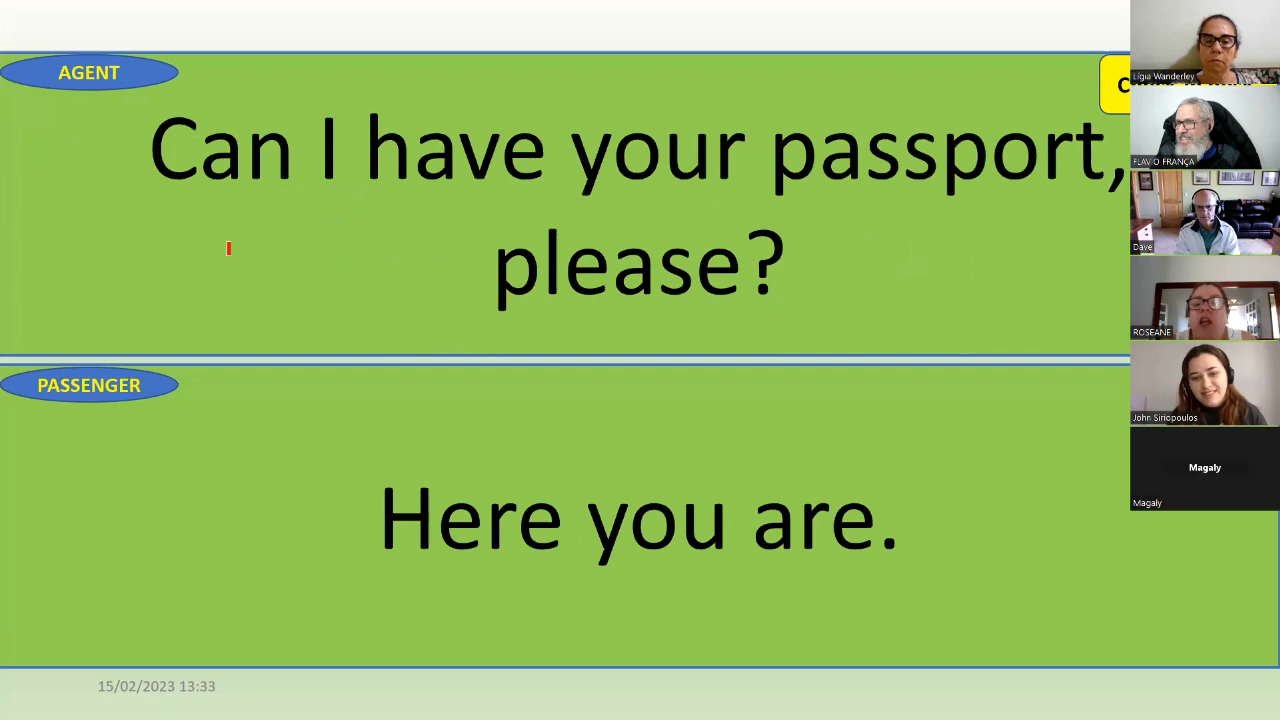 AGENT
Can I have your passport,
please?
PASSENGER
Here you are.
15/02/2023 13:33
Lígia Wanderley
FLAVIO FRANÇA
Dave
ROSEANE
John Siriopoulos
Magaly
Magaly